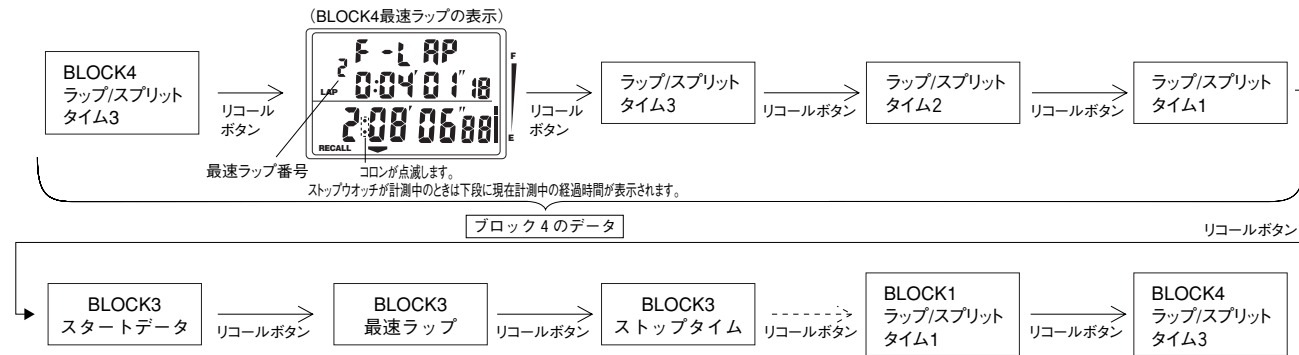 (BLOCK4最速ラップの表示)
BLOCK4
ラップ/スプリット
タイム3
リコール
ボタン
F-LAP
2
LAP 0:04'01"18
2:08'06"88
RECALL
F
E
リコール
ボタン
ラップ/スプリット
タイム3
リコールボタン
ラップ/スプリット
タイム2
リコールボタン
ラップ/スプリット
タイム1
最速ラップ番号
コロンが点滅します。
ストップウオッチが計測中のときは下段に現在計測中の経過時間が表示されます。
ブロック4のデータ
リコールボタン
BLOCK3
スタートデータ
リコールボタン
BLOCK3
最速ラップ
リコールボタン
BLOCK3
ストップタイム
リコールボタン
BLOCK1
ラップ/スプリット
タイム1
リコールボタン
BLOCK4
ラップ/スプリット
タイム3